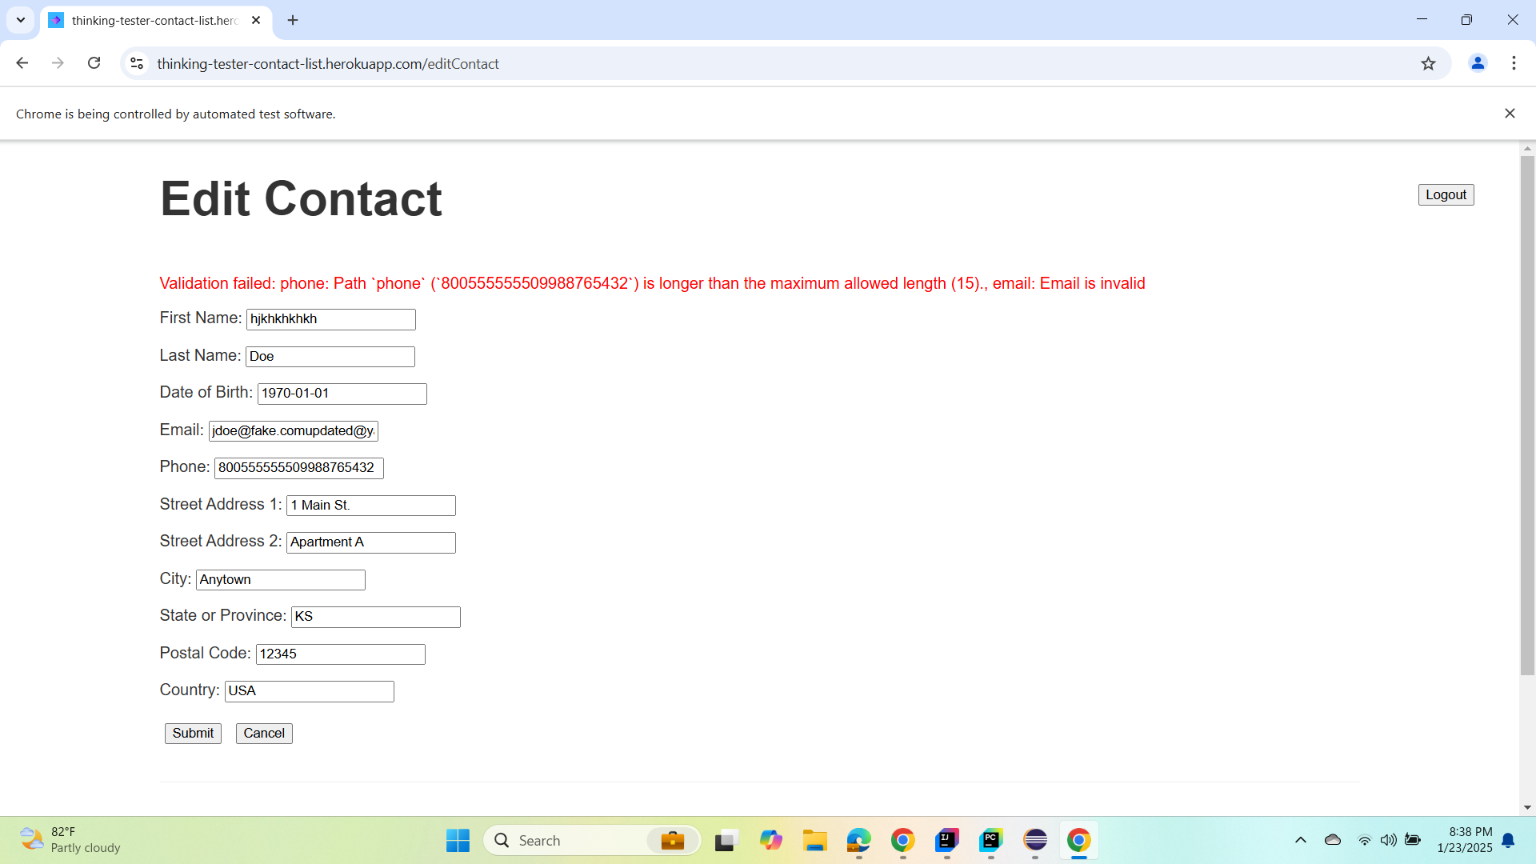 thinking-tester-contact-list.herc
thinking-tester-contact-list.herokuapp.com/editContact
Chrome is being controlled by automated test software.
Edit Contact
Logout
Validation failed: phone: Path `phone` (`800555555509988765432`) is longer than the maximum allowed length (15)., email: Email is invalid
First Name: hjkhkhkhkh
Last Name: Doe
Date of Birth: 1970-01-01
Email: jdoe@fake.comupdated@y
Phone: 800555555509988765432
Street Address 1: 1 Main St.
Street Address 2: Apartment A
City: Anytown
State or Province: KS
Postal Code: 12345
Country: USA
Submit Cancel
82°F
Partly cloudy
Search
IJ
PC
8:38 PM
1/23/2025